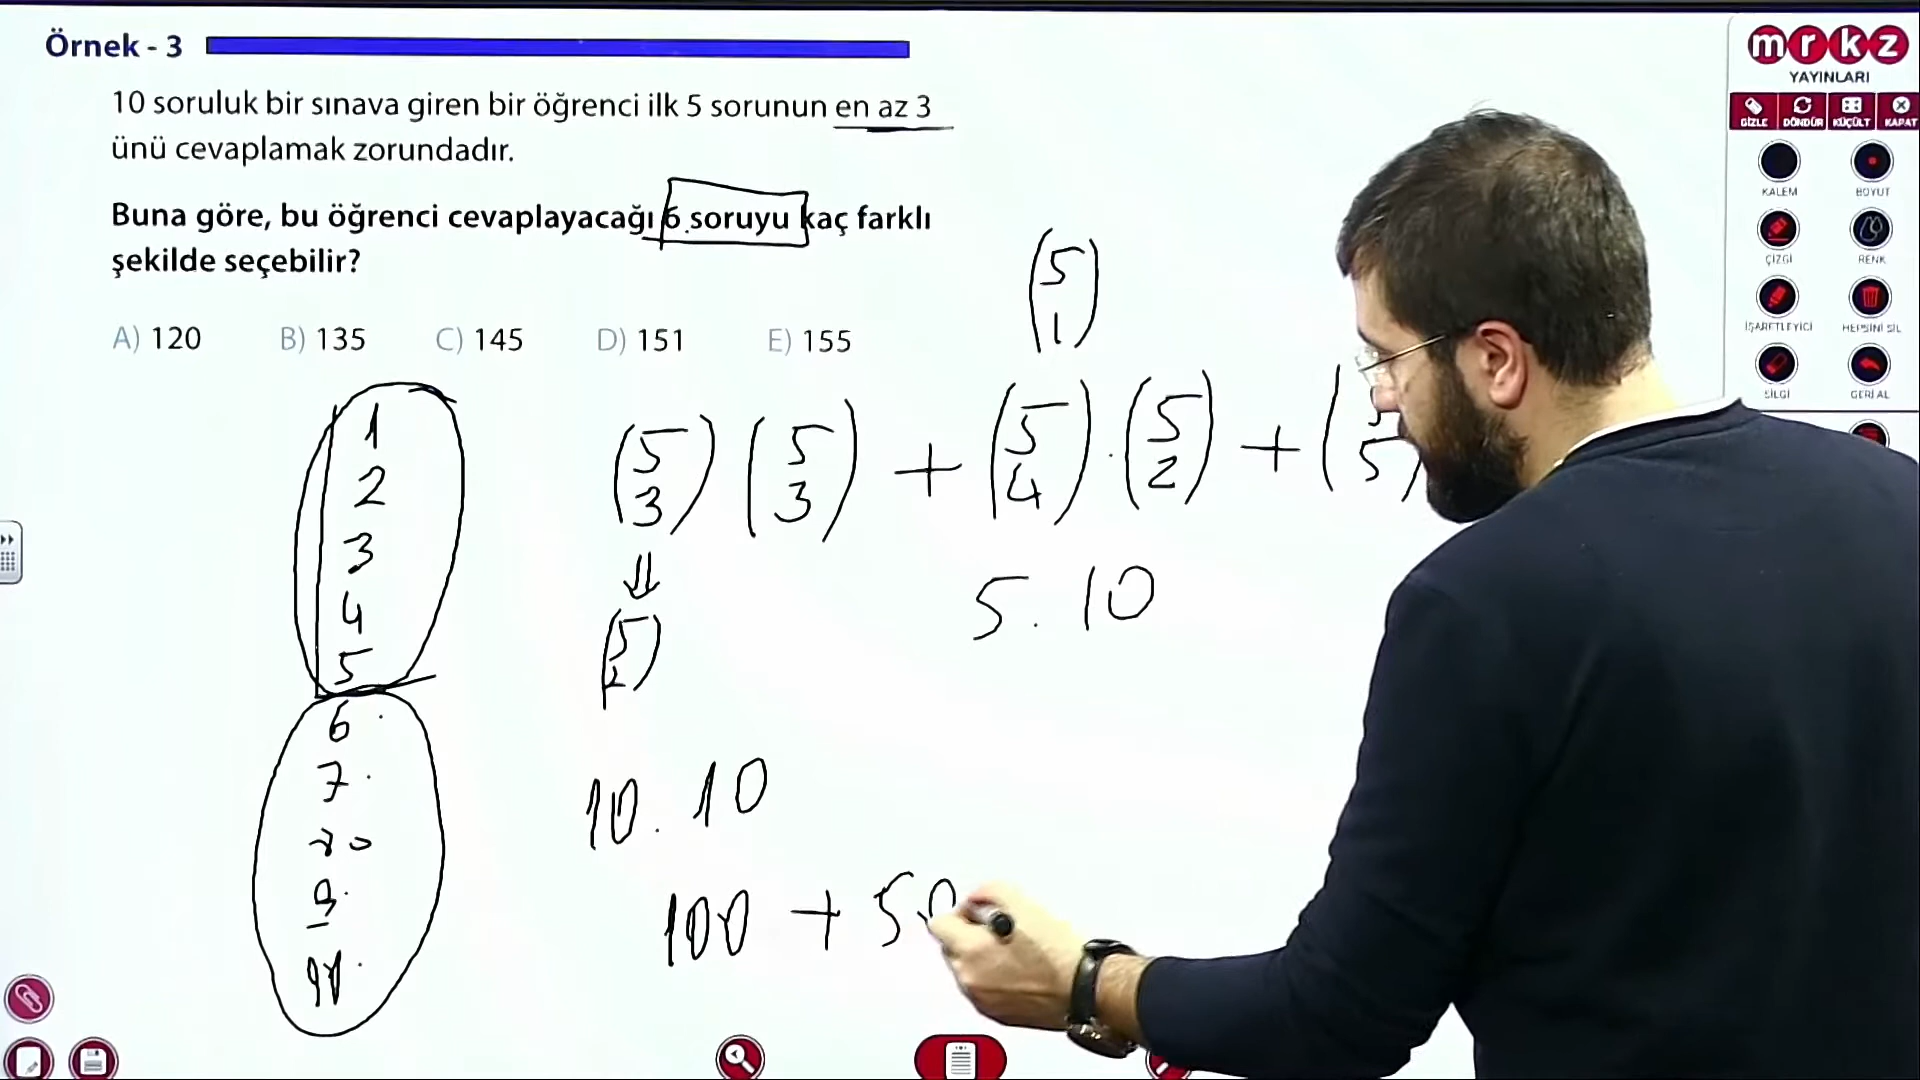 Örnek - 3
10 soruluk bir sınava giren bir öğrenci ilk 5 sorunun en az 3
ünü cevaplamak zorundadır.
Buna göre, bu öğrenci cevaplayacağı 6 soruyu kaç farklı
şekilde seçebilir?
A) 120 B) 135 C) 145 D) 151 E) 155
mrkz
YAYINLARI
GİZLE DÖNDÜR KÜÇÜLT KAPAT
KALEM BOYUT
ÇİZGİ RENK
İŞARETLEYİCİ HEPSİNİ SİL
SİLGİ GERİ AL
(5
1)
(5
3) (5
3) + (5
4) . (5
2) + (5
5)
1
2
3
4
5
6
7
9
⇓
(5
2)
5 . 10
10 . 10
100 + 50